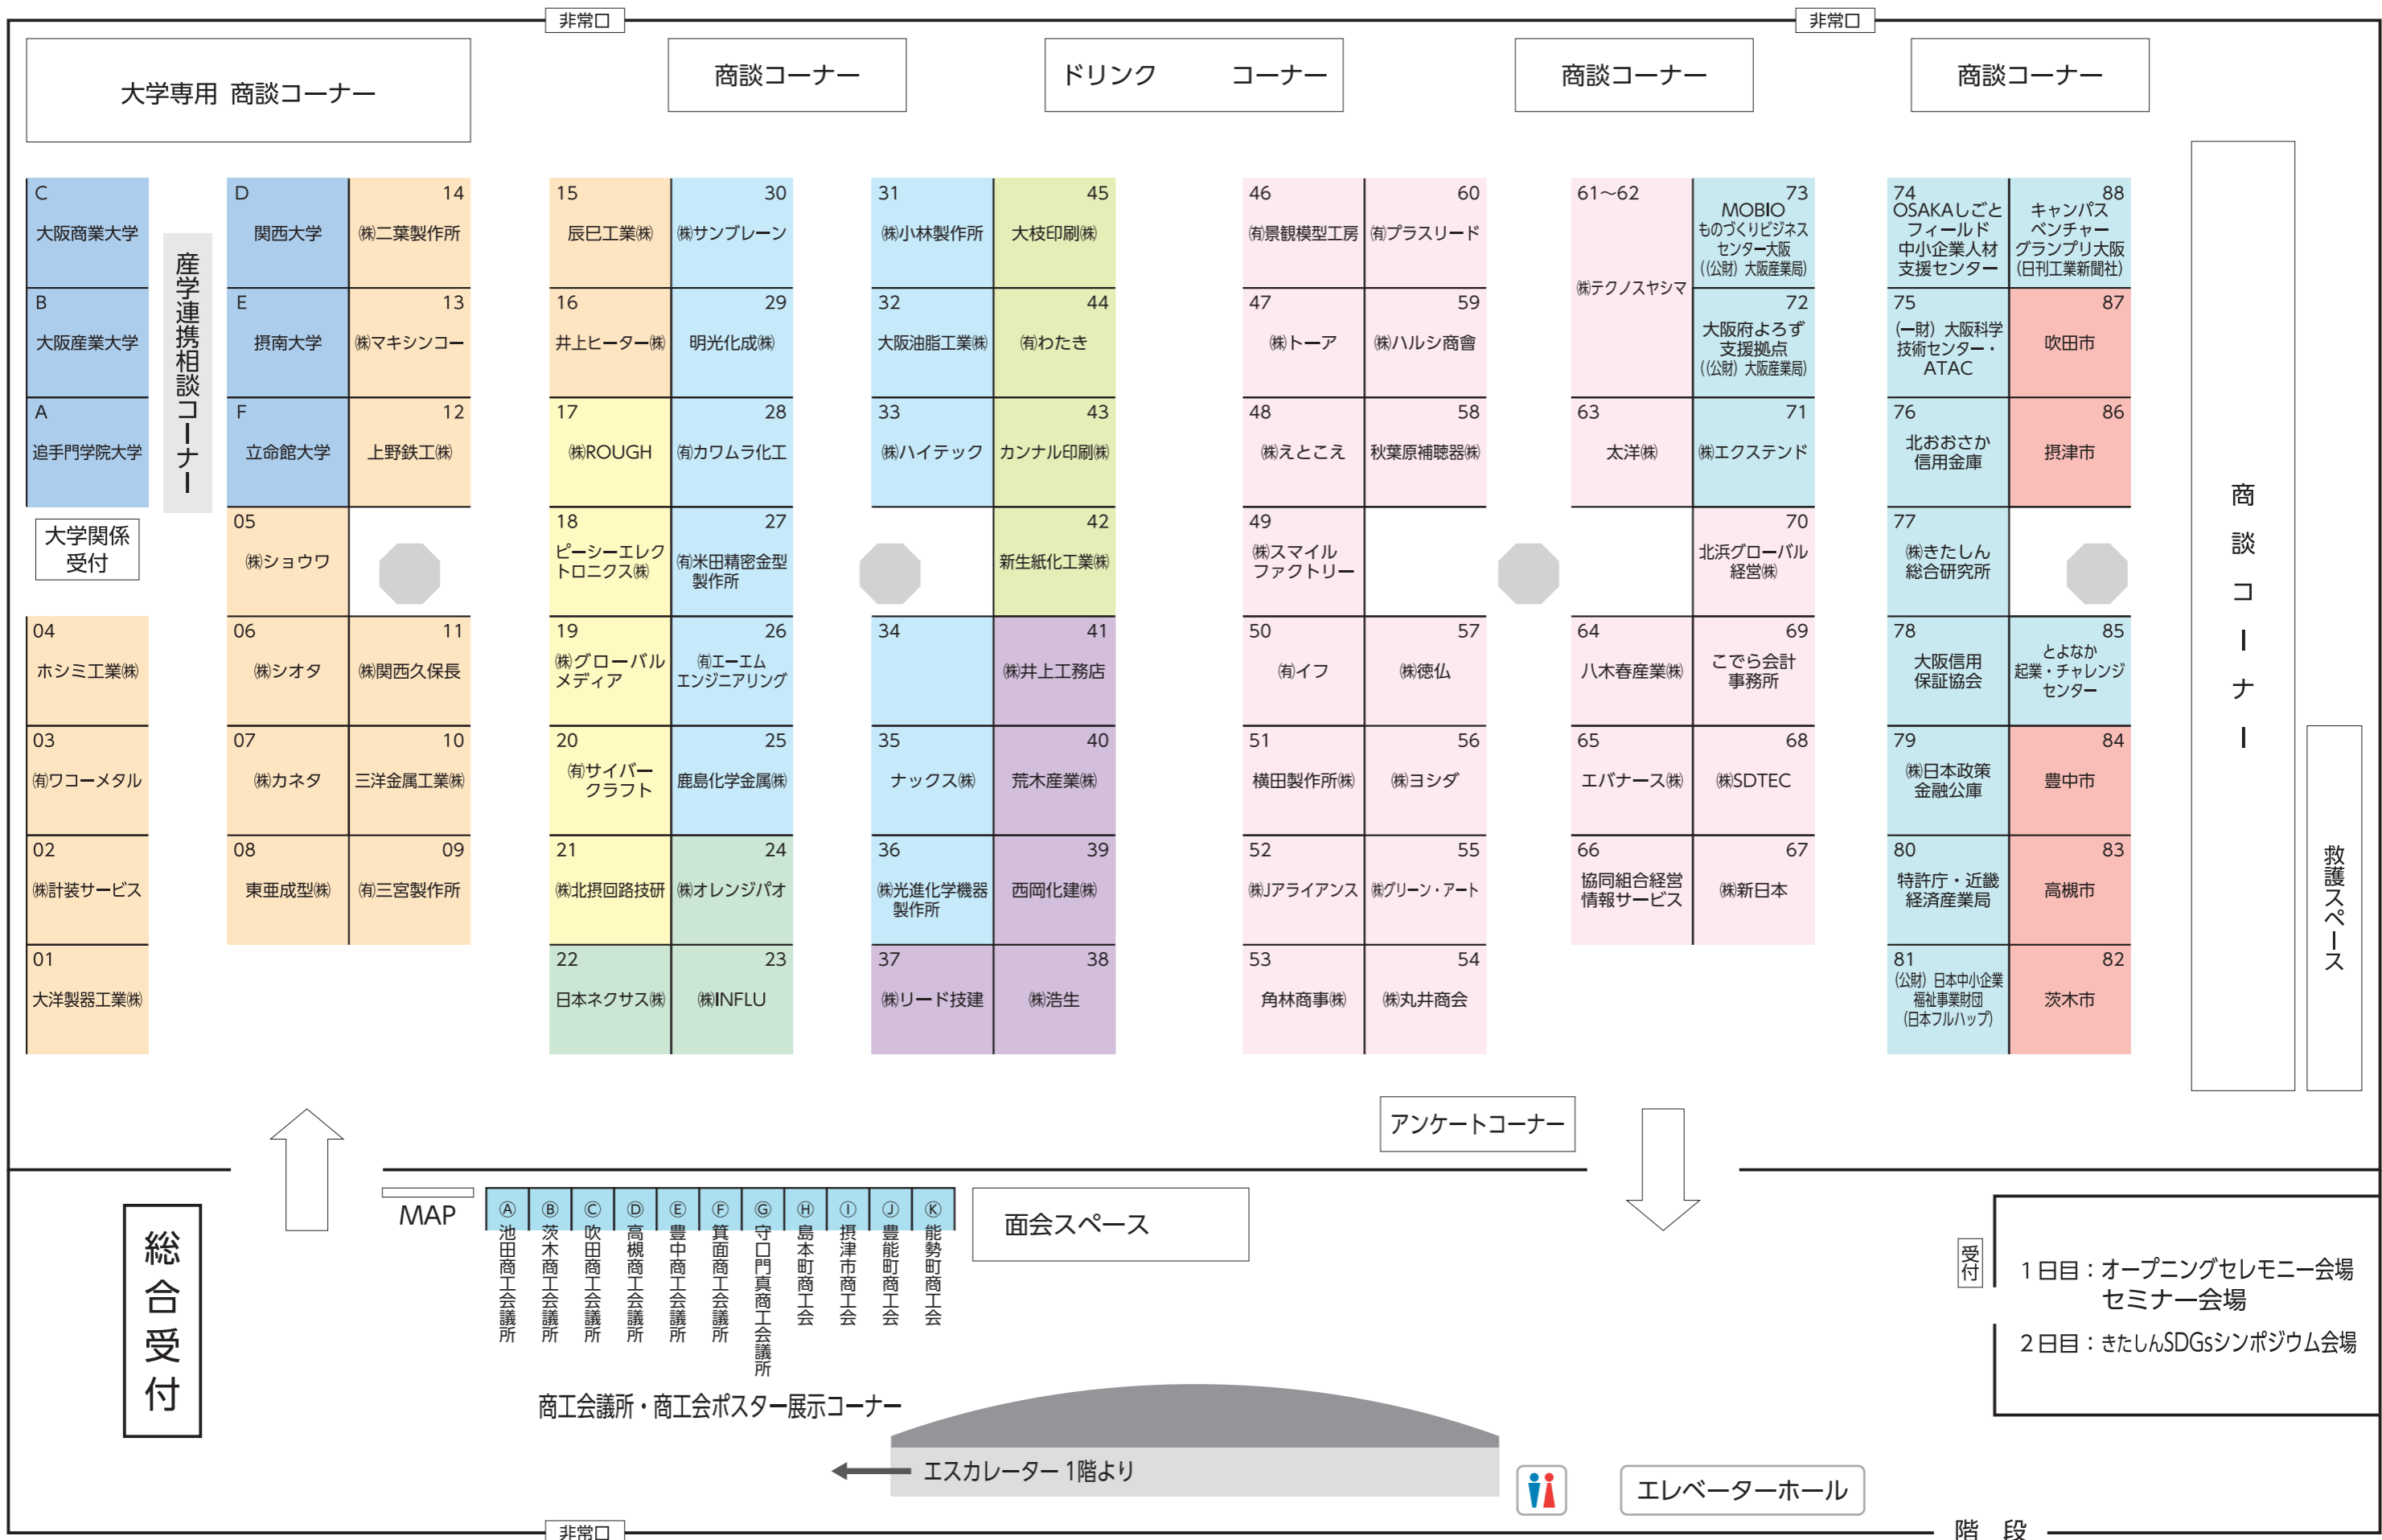 非常口
非常口
大学専用 商談コーナー
商談コーナー
ドリンク コーナー
商談コーナー
商談コーナー
C
大阪商業大学
B
大阪産業大学
A
追手門学院大学
産学連携相談コーナー
大学関係
受付
04
ホシミ工業㈱
03
㈲ワコーメタル
02
㈱計装サービス
01
大洋製器工業㈱
D
関西大学
E
摂南大学
F
立命館大学
05
㈱ショウワ
06
㈱シオタ
07
㈱カネタ
08
東亜成型㈱
14
㈱二葉製作所
13
㈱マキシンコー
12
上野鉄工㈱
11
㈱関西久保長
10
三洋金属工業㈱
09
㈲三宮製作所
15
辰巳工業㈱
16
井上ヒーター㈱
17
㈱ROUGH
18
ピーシーエレク
トロニクス㈱
19
㈱グローバル
メディア
20
㈲サイバー
クラフト
21
㈱北摂回路技研
22
日本ネクサス㈱
30
㈱サンブレーン
29
明光化成㈱
28
㈲カワムラ化工
27
㈲米田精密金型
製作所
26
㈲エーエム
エンジニアリング
25
鹿島化学金属㈱
24
㈱オレンジパオ
23
㈱INFLU
31
㈱小林製作所
32
大阪油脂工業㈱
33
㈱ハイテック
34
35
ナックス㈱
36
㈱光進化学機器
製作所
37
㈱リード技建
45
大枝印刷㈱
44
㈲わたき
43
カンナル印刷㈱
42
新生紙化工業㈱
41
㈱井上工務店
40
荒木産業㈱
39
西岡化建㈱
38
㈱浩生
46
㈲景観模型工房
47
㈱トーア
48
㈱えとこえ
49
㈱スマイル
ファクトリー
50
㈲イフ
51
横田製作所㈱
52
㈱Jアライアンス
53
角林商事㈱
60
㈲プラスリード
59
㈱ハルシ商會
58
秋葉原補聴器㈱
57
㈱徳仏
56
㈱ヨシダ
55
㈱グリーン・アート
54
㈱丸井商会
61〜62
㈱テクノスヤシマ
63
太洋㈱
64
八木春産業㈱
65
エバナース㈱
66
協同組合経営
情報サービス
73
MOBIO
ものづくりビジネス
センター大阪
((公財) 大阪産業局)
72
大阪府よろず
支援拠点
((公財) 大阪産業局)
71
㈱エクステンド
70
北浜グローバル
経営㈱
69
こでら会計
事務所
68
㈱SDTEC
67
㈱新日本
74
OSAKAしごと
フィールド
中小企業人材
支援センター
75
(一財) 大阪科学
技術センター・
ATAC
76
北おおさか
信用金庫
77
㈱きたしん
総合研究所
78
大阪信用
保証協会
79
㈱日本政策
金融公庫
80
特許庁・近畿
経済産業局
81
(公財) 日本中小企業
福祉事業財団
(日本フルハップ)
88
キャンパス
ベンチャー
グランプリ大阪
(日刊工業新聞社)
87
吹田市
86
摂津市
85
とよなか
起業・チャレンジ
センター
84
豊中市
83
高槻市
82
茨木市
商談コーナー
救護スペース
アンケートコーナー
総合受付
MAP
Ⓐ池田商工会議所
Ⓑ茨木商工会議所
Ⓒ吹田商工会議所
Ⓓ高槻商工会議所
Ⓔ豊中商工会議所
Ⓕ箕面商工会議所
Ⓖ守口門真商工会議所
Ⓗ島本町商工会
Ⓘ摂津市商工会
Ⓙ豊能町商工会
Ⓚ能勢町商工会
面会スペース
商工会議所・商工会ポスター展示コーナー
受付
1日目：オープニングセレモニー会場
セミナー会場
2日目：きたしんSDGsシンポジウム会場
エスカレーター 1階より
エレベーターホール
非常口
階 段